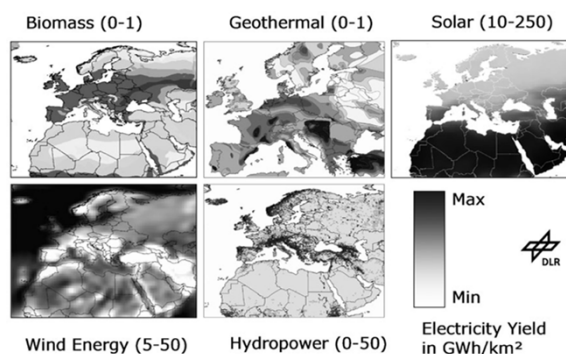 Biomass (0-1)
Geothermal (0-1)
Solar (10-250)
Max
Min
DLR
Wind Energy (5-50)
Hydropower (0-50)
Electricity Yield
in GWh/km²